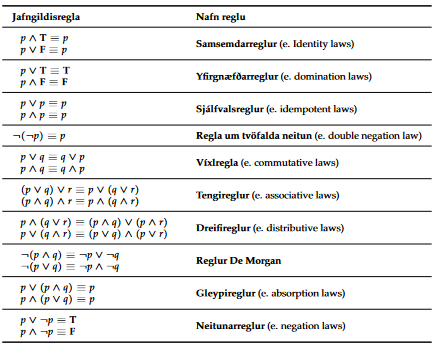 Jafngildisregla Nafn reglu
p ∧ T ≡ p
p ∨ F ≡ p
Samsemdarreglur (e. Identity laws)
p ∨ T ≡ T
p ∧ F ≡ F
Yfirgnæfðarreglur (e. domination laws)
p ∨ p ≡ p
p ∧ p ≡ p
Sjálfvalsreglur (e. idempotent laws)
¬(¬p) ≡ p Regla um tvöfalda neitun (e. double negation law)
p ∨ q ≡ q ∨ p
p ∧ q ≡ q ∧ p
Víxlregla (e. commutative laws)
(p ∨ q) ∨ r ≡ p ∨ (q ∨ r)
(p ∧ q) ∧ r ≡ p ∧ (q ∧ r)
Tengireglur (e. associative laws)
p ∧ (q ∨ r) ≡ (p ∧ q) ∨ (p ∧ r)
p ∨ (q ∧ r) ≡ (p ∨ q) ∧ (p ∨ r)
Dreifireglur (e. distributive laws)
¬(p ∧ q) ≡ ¬p ∨ ¬q
¬(p ∨ q) ≡ ¬p ∧ ¬q
Reglur De Morgan
p ∨ (p ∧ q) ≡ p
p ∧ (p ∨ q) ≡ p
Gleypireglur (e. absorption laws)
p ∨ ¬p ≡ T
p ∧ ¬p ≡ F
Neitunarreglur (e. negation laws)